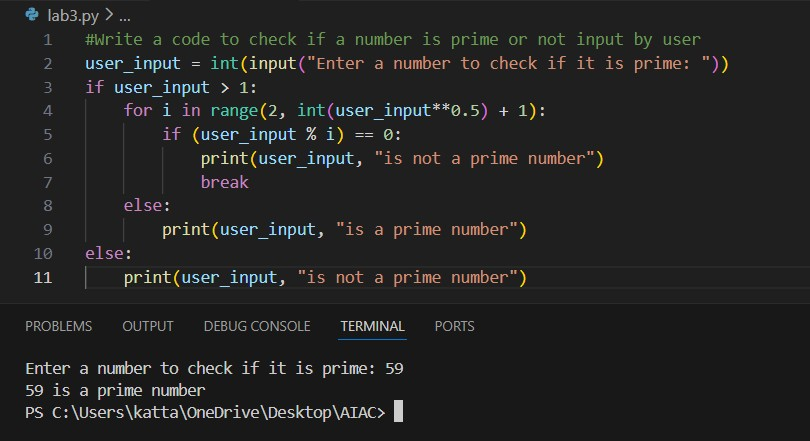 lab3.py > ...
1 #Write a code to check if a number is prime or not input by user
2 user_input = int(input("Enter a number to check if it is prime: "))
3 if user_input > 1:
4     for i in range(2, int(user_input**0.5) + 1):
5         if (user_input % i) == 0:
6             print(user_input, "is not a prime number")
7             break
8     else:
9         print(user_input, "is a prime number")
10 else:
11     print(user_input, "is not a prime number")
PROBLEMS OUTPUT DEBUG CONSOLE TERMINAL PORTS
Enter a number to check if it is prime: 59
59 is a prime number
PS C:\Users\katta\OneDrive\Desktop\AIAC>